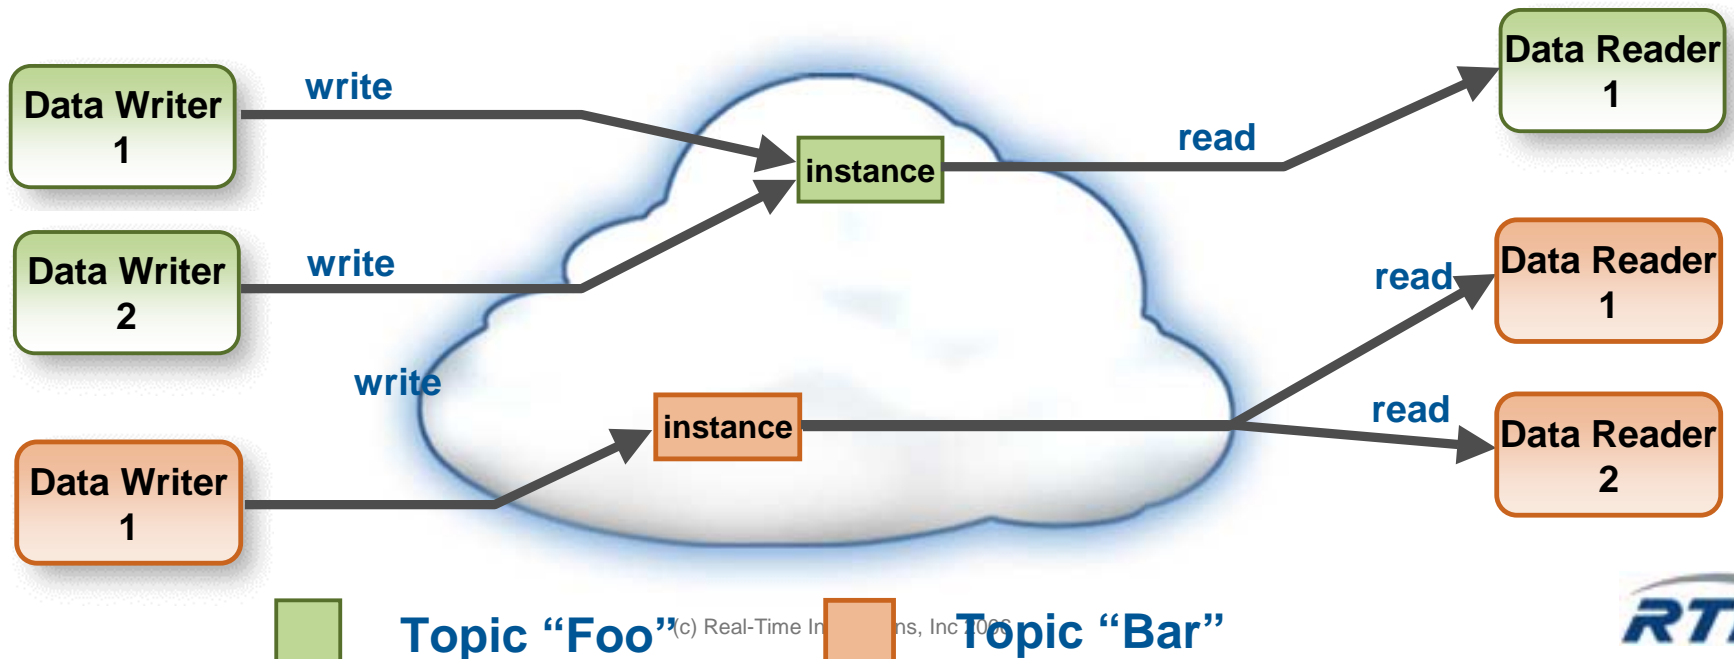 Data Writer
1
write
instance
read
Data Reader
1
Data Writer
2
write
read
Data Reader
1
write
instance
read
Data Reader
2
Data Writer
1
Topic “Foo”
(c) Real-Time In ns, Inc 2006
Topic “Bar”